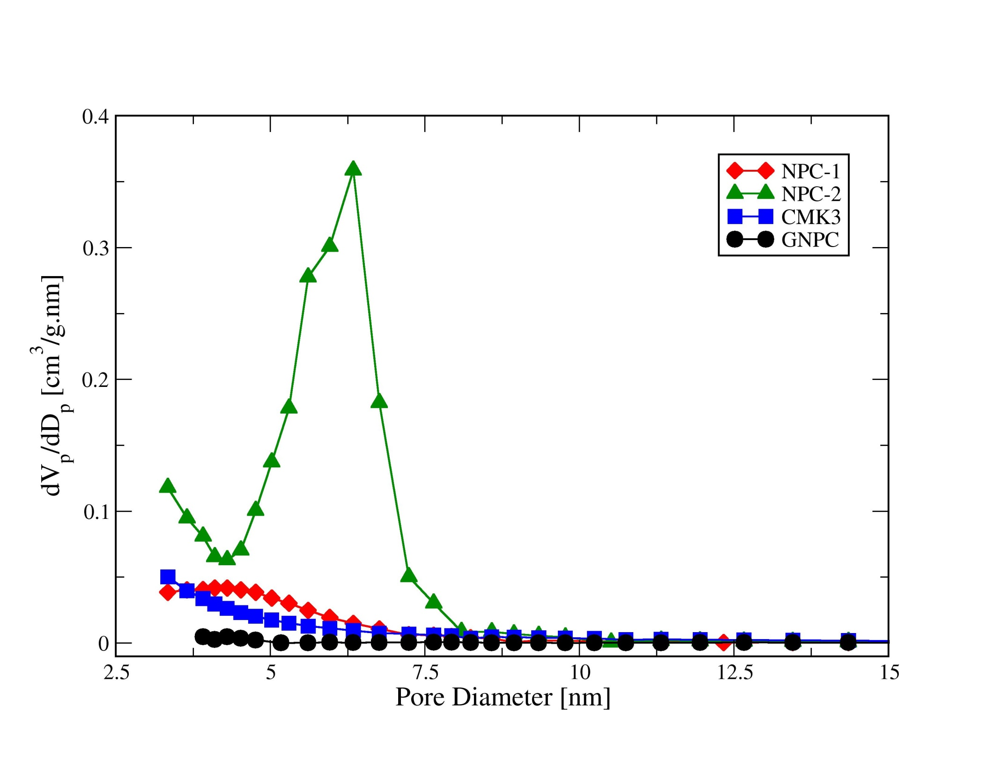 0.4
0.3
0.2
0.1
0
dVp/dDp [cm³/g.nm]
2.5 5 7.5 10 12.5 15
Pore Diameter [nm]
NPC-1
NPC-2
CMK3
GNPC